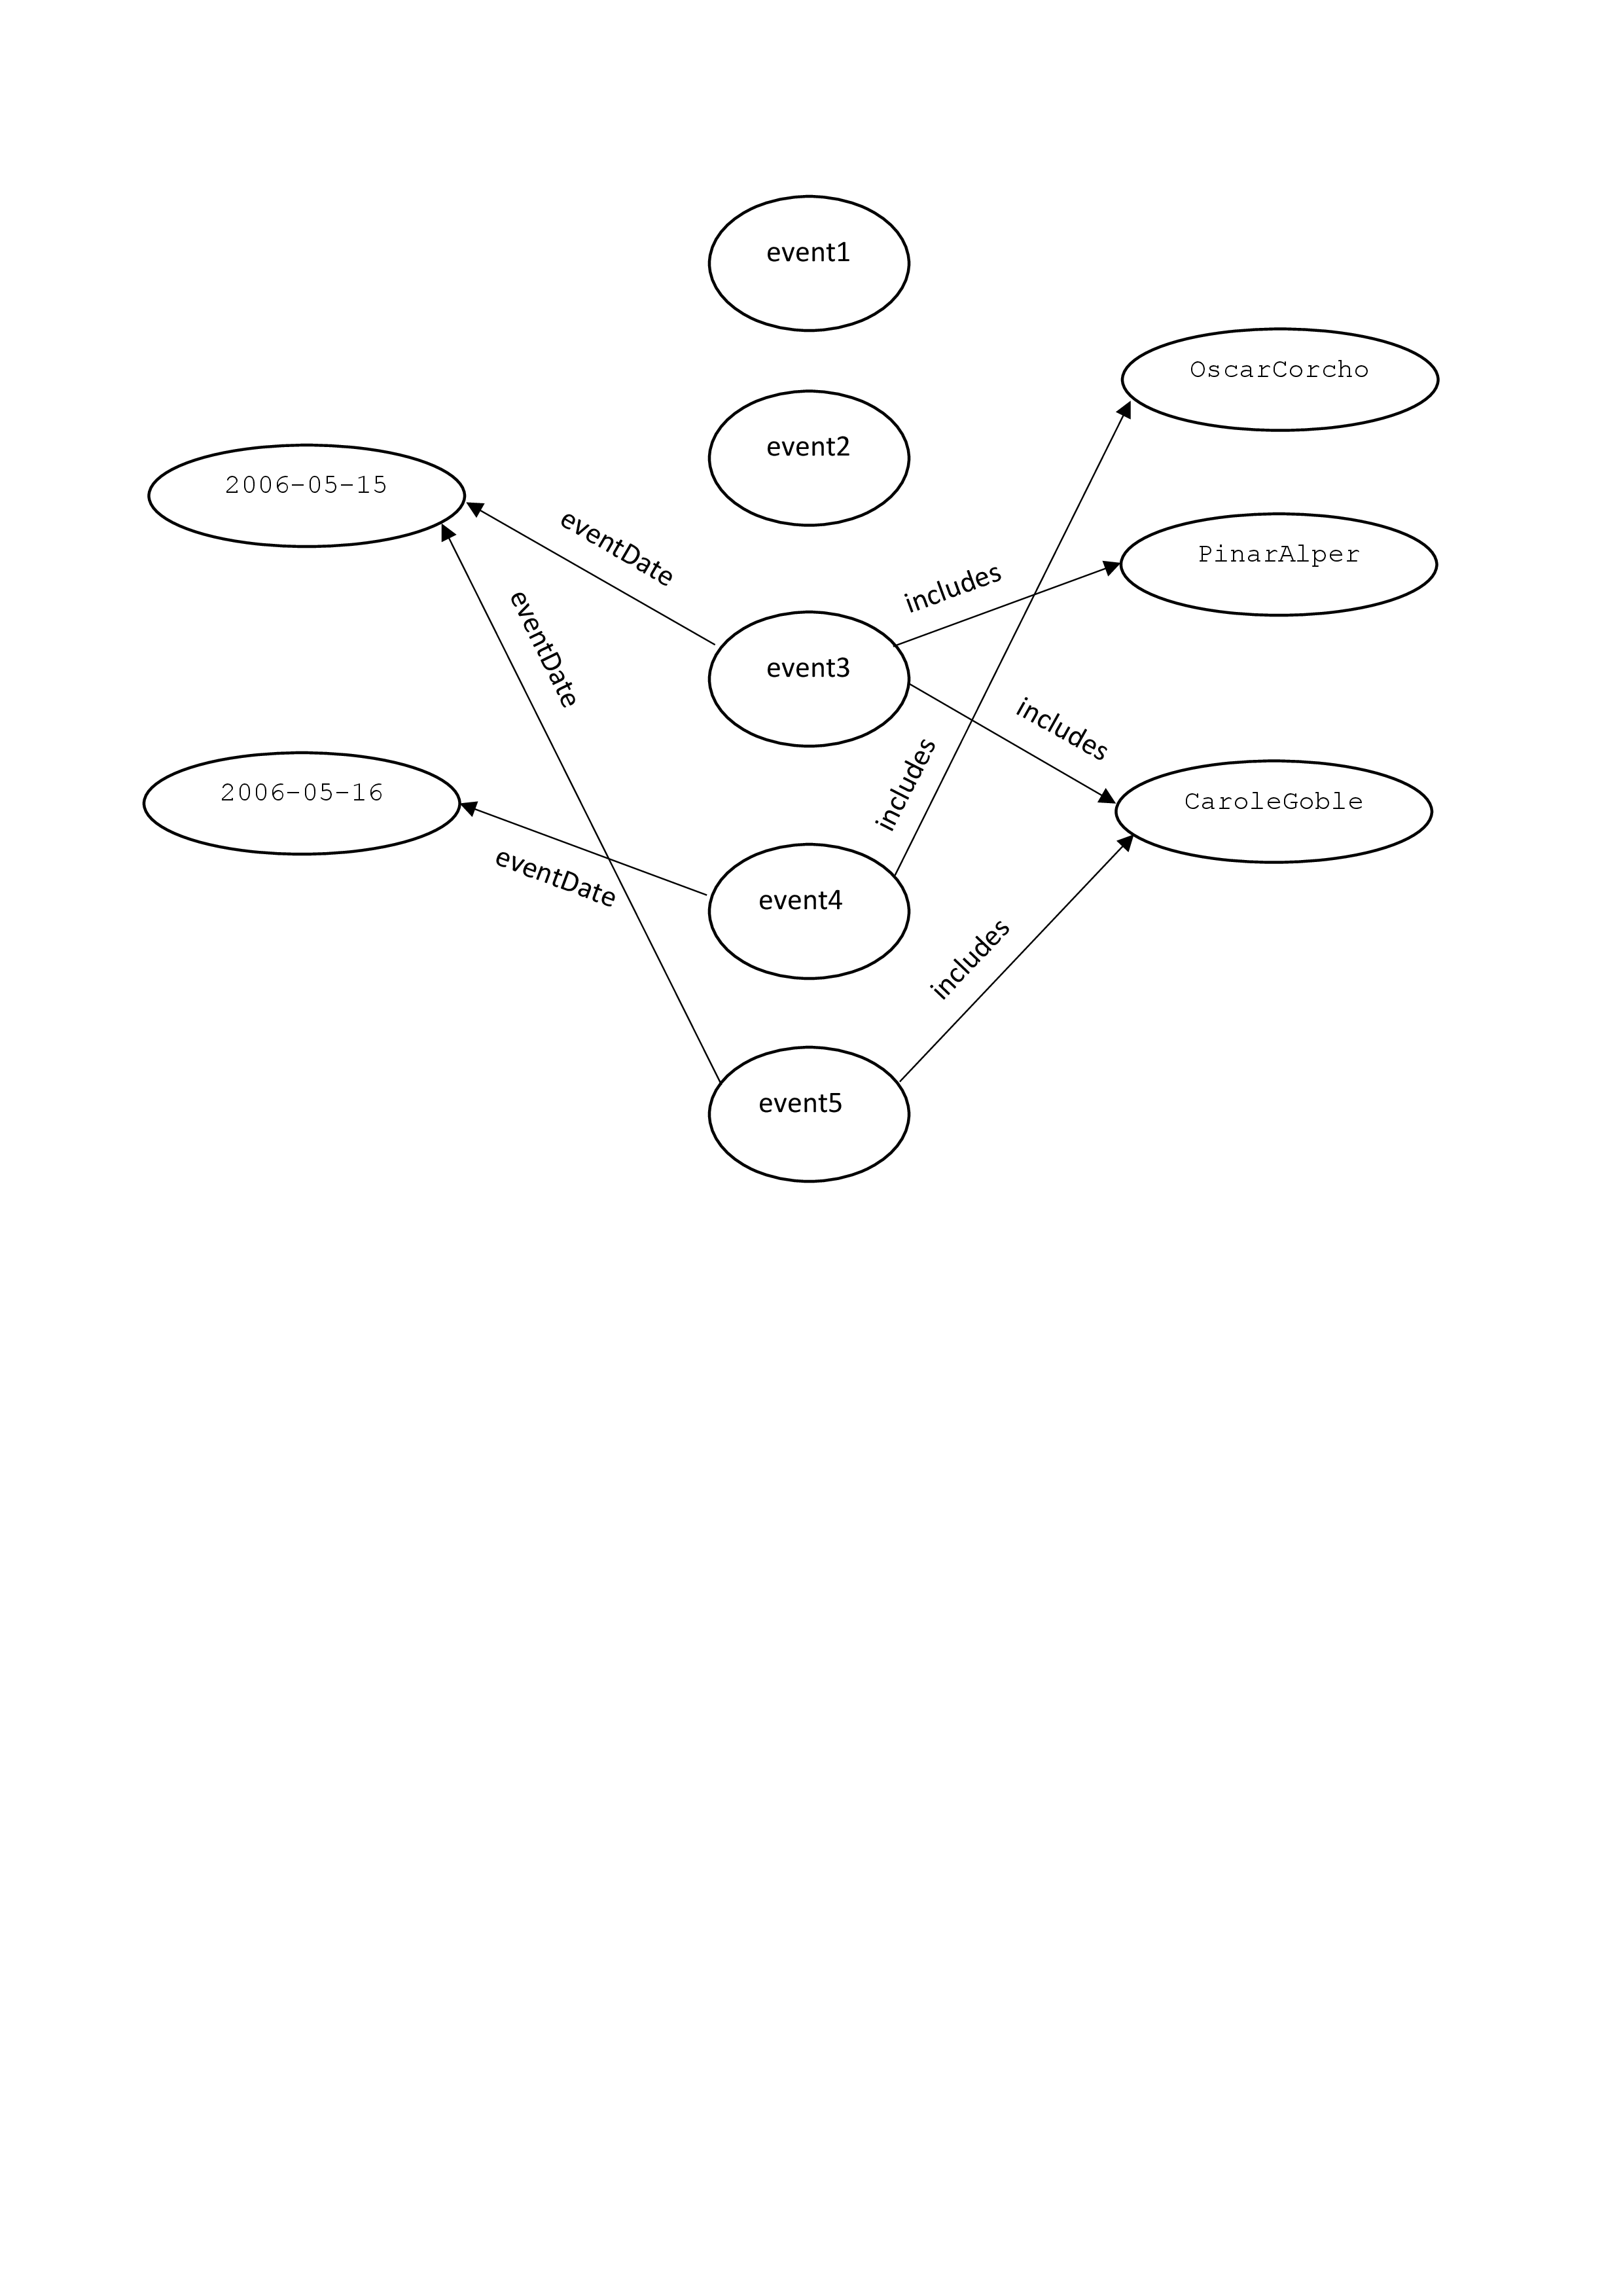 event1
OscarCorcho
event2
2006-05-15
eventDate
PinarAlper
includes
eventDate
event3
includes
includes
2006-05-16
CaroleGoble
eventDate
event4
includes
event5